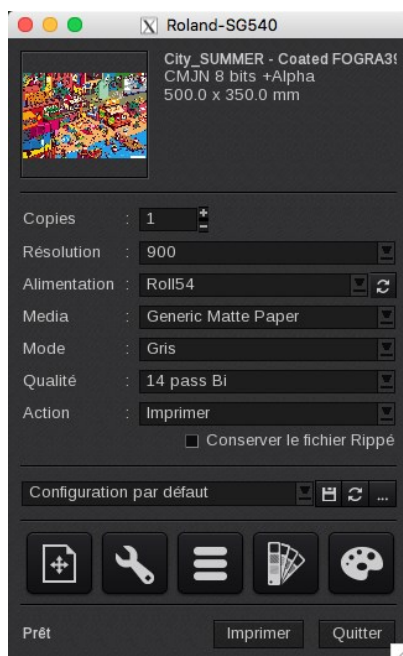 Roland-SG540
City_SUMMER - Coated FOGRA39
CMJN 8 bits +Alpha
500.0 x 350.0 mm
Copies : 1
Résolution : 900
Alimentation : Roll54
Media : Generic Matte Paper
Mode : Gris
Qualité : 14 pass Bi
Action : Imprimer
Conserver le fichier Rippé
Configuration par défaut ...
Prêt Imprimer Quitter